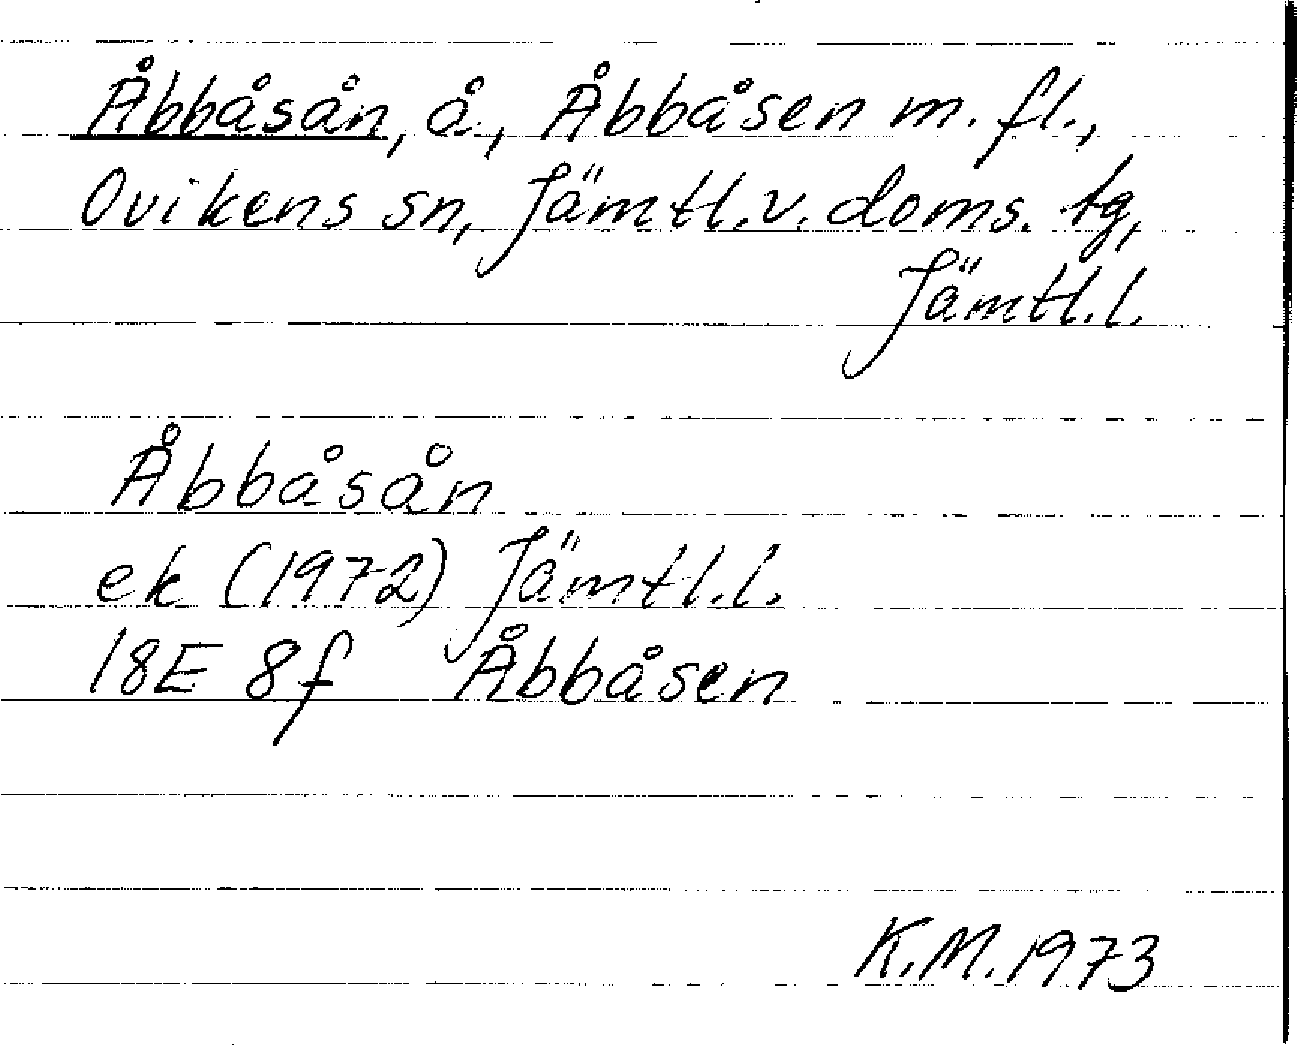 Åbbåsån, å, Åbbåsen m. fl.,
Ovikens sn, Jämtl.v. doms. tg,
Jämtl.l.
Åbbåsån
ek (1972) Jämtl.l.
18E 8f Åbbåsen
K.M. 1973